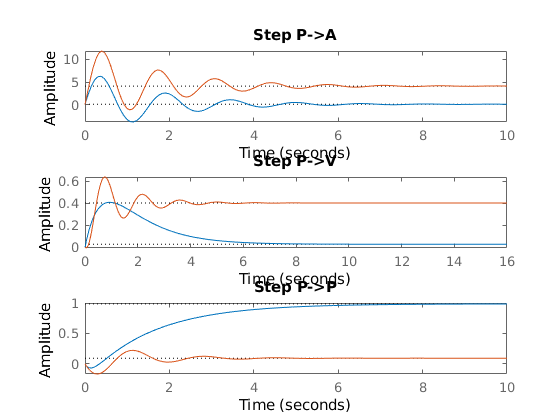 Step P->A
Amplitude
10
5
0
0 2 4 6 8 10
Time (seconds)
Step P->V
Amplitude
0.6
0.4
0.2
0
0 2 4 6 8 10 12 14 16
Time (seconds)
Step P->P
Amplitude
1
0.5
0
0 2 4 6 8 10
Time (seconds)